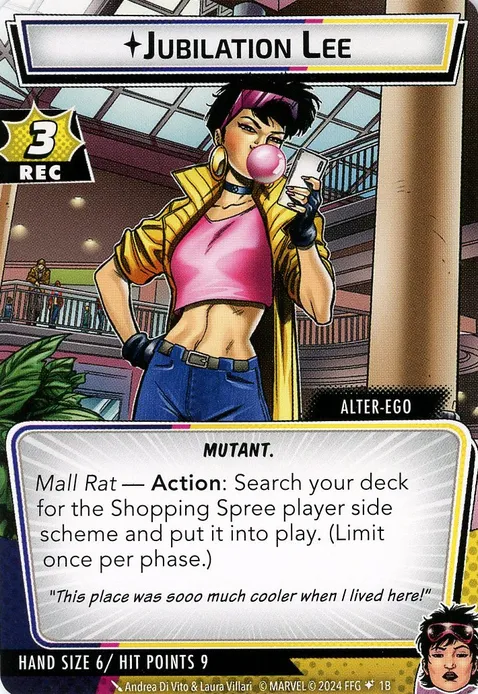 ✦JUBILATION LEE
3
REC
ALTER-EGO
MUTANT.
Mall Rat — Action: Search your deck
for the Shopping Spree player side
scheme and put it into play. (Limit
once per phase.)
"This place was sooo much cooler when I lived here!"
HAND SIZE 6/ HIT POINTS 9
Andrea Di Vito & Laura Villari © MARVEL © 2024 FFG ✦ 1B